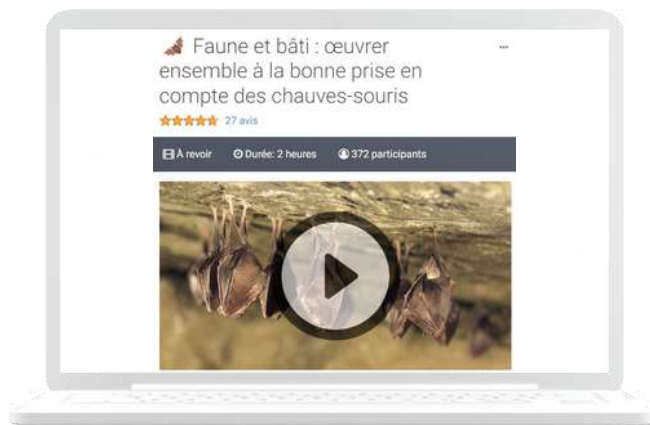 Faune et bâti : œuvrer
ensemble à la bonne prise en
compte des chauves-souris
27 avis
À revoir Durée: 2 heures 372 participants